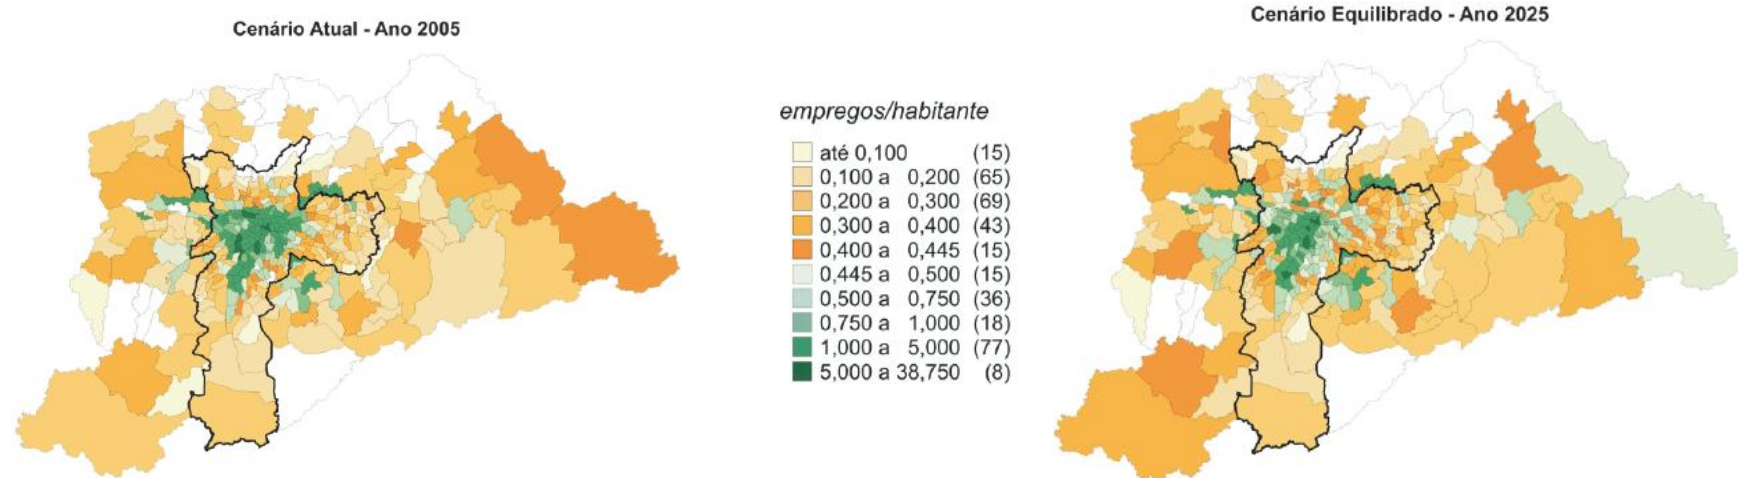 Cenário Atual - Ano 2005
Cenário Equilibrado - Ano 2025
empregos/habitante
até 0,100 (15)
0,100 a 0,200 (65)
0,200 a 0,300 (69)
0,300 a 0,400 (43)
0,400 a 0,445 (15)
0,445 a 0,500 (15)
0,500 a 0,750 (36)
0,750 a 1,000 (18)
1,000 a 5,000 (77)
5,000 a 38,750 (8)